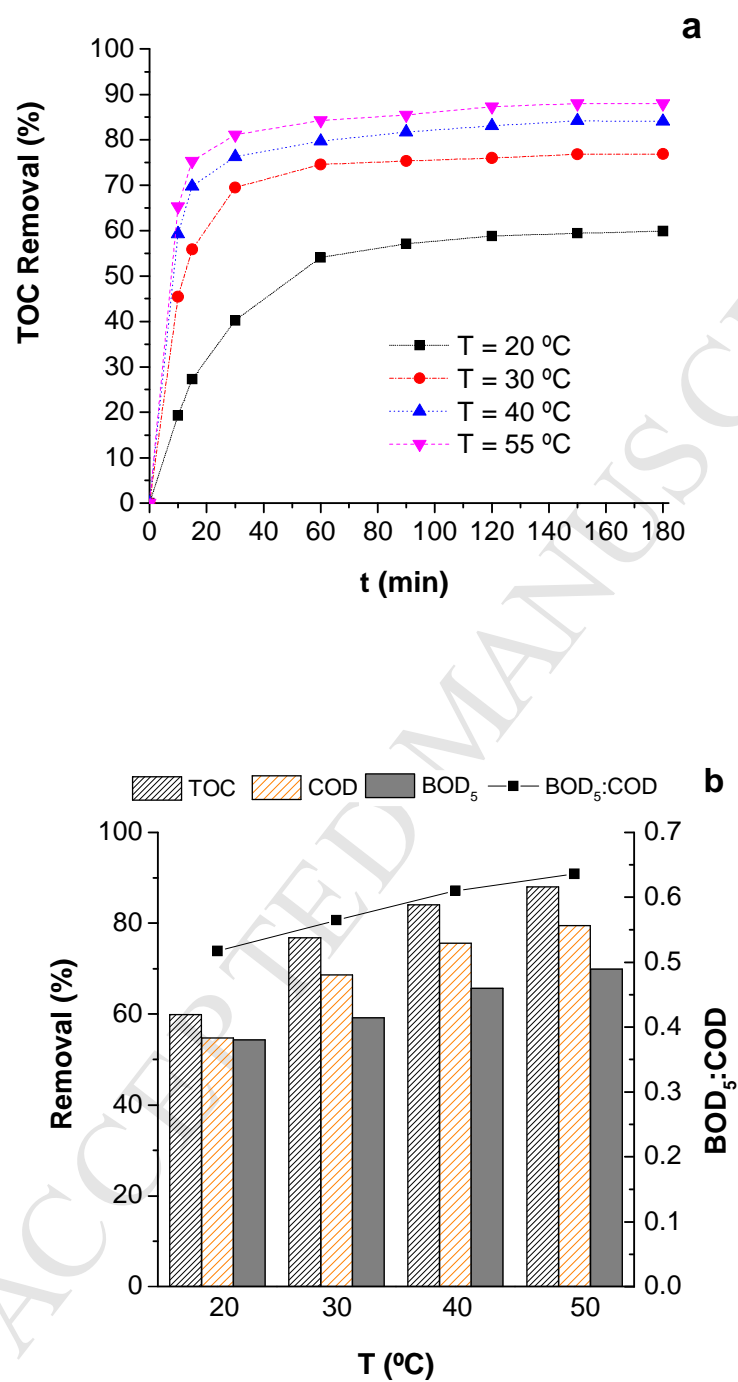 a
100
90
80
70
60
50
40
30
20
10
0
TOC Removal (%)
T = 20 ºC
T = 30 ºC
T = 40 ºC
T = 55 ºC
0 20 40 60 80 100 120 140 160 180
t (min)
b
TOC COD BOD5 BOD5:COD
100
80
60
40
20
0
Removal (%)
0.7
0.6
0.5
0.4
0.3
0.2
0.1
0.0
BOD5:COD
20 30 40 50
T (ºC)
ACCEPTED MANUSC